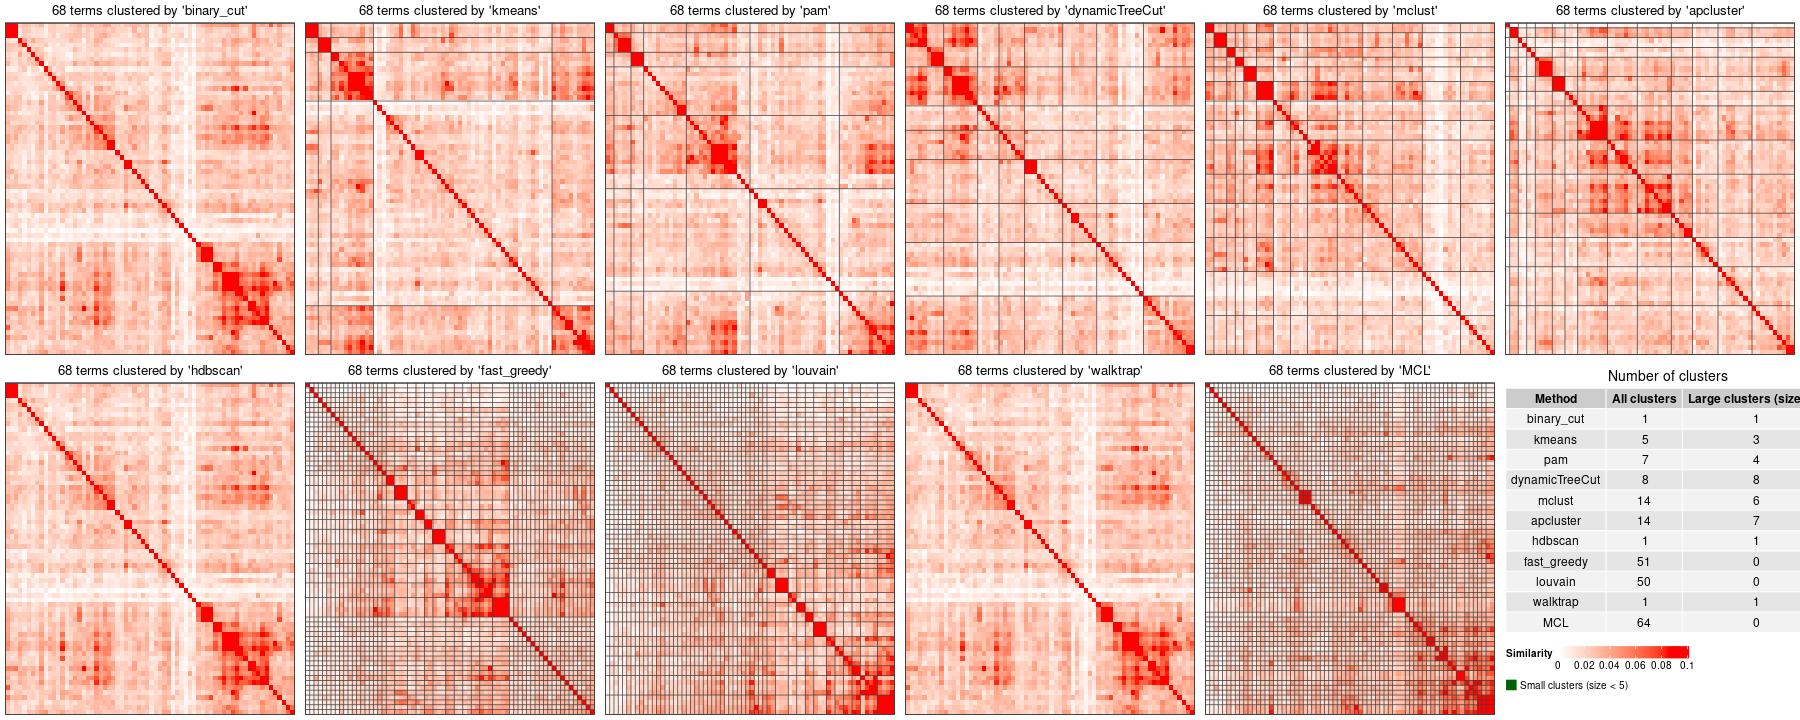 68 terms clustered by 'binary_cut'
68 terms clustered by 'kmeans'
68 terms clustered by 'pam'
68 terms clustered by 'dynamicTreeCut'
68 terms clustered by 'mclust'
68 terms clustered by 'apcluster'
68 terms clustered by 'hdbscan'
68 terms clustered by 'fast_greedy'
68 terms clustered by 'louvain'
68 terms clustered by 'walktrap'
68 terms clustered by 'MCL'
Number of clusters
Method All clusters Large clusters (size
binary_cut 1 1
kmeans 5 3
pam 7 4
dynamicTreeCut 8 8
mclust 14 6
apcluster 14 7
hdbscan 1 1
fast_greedy 51 0
louvain 50 0
walktrap 1 1
MCL 64 0
Similarity
0 0.02 0.04 0.06 0.08 0.1
Small clusters (size < 5)